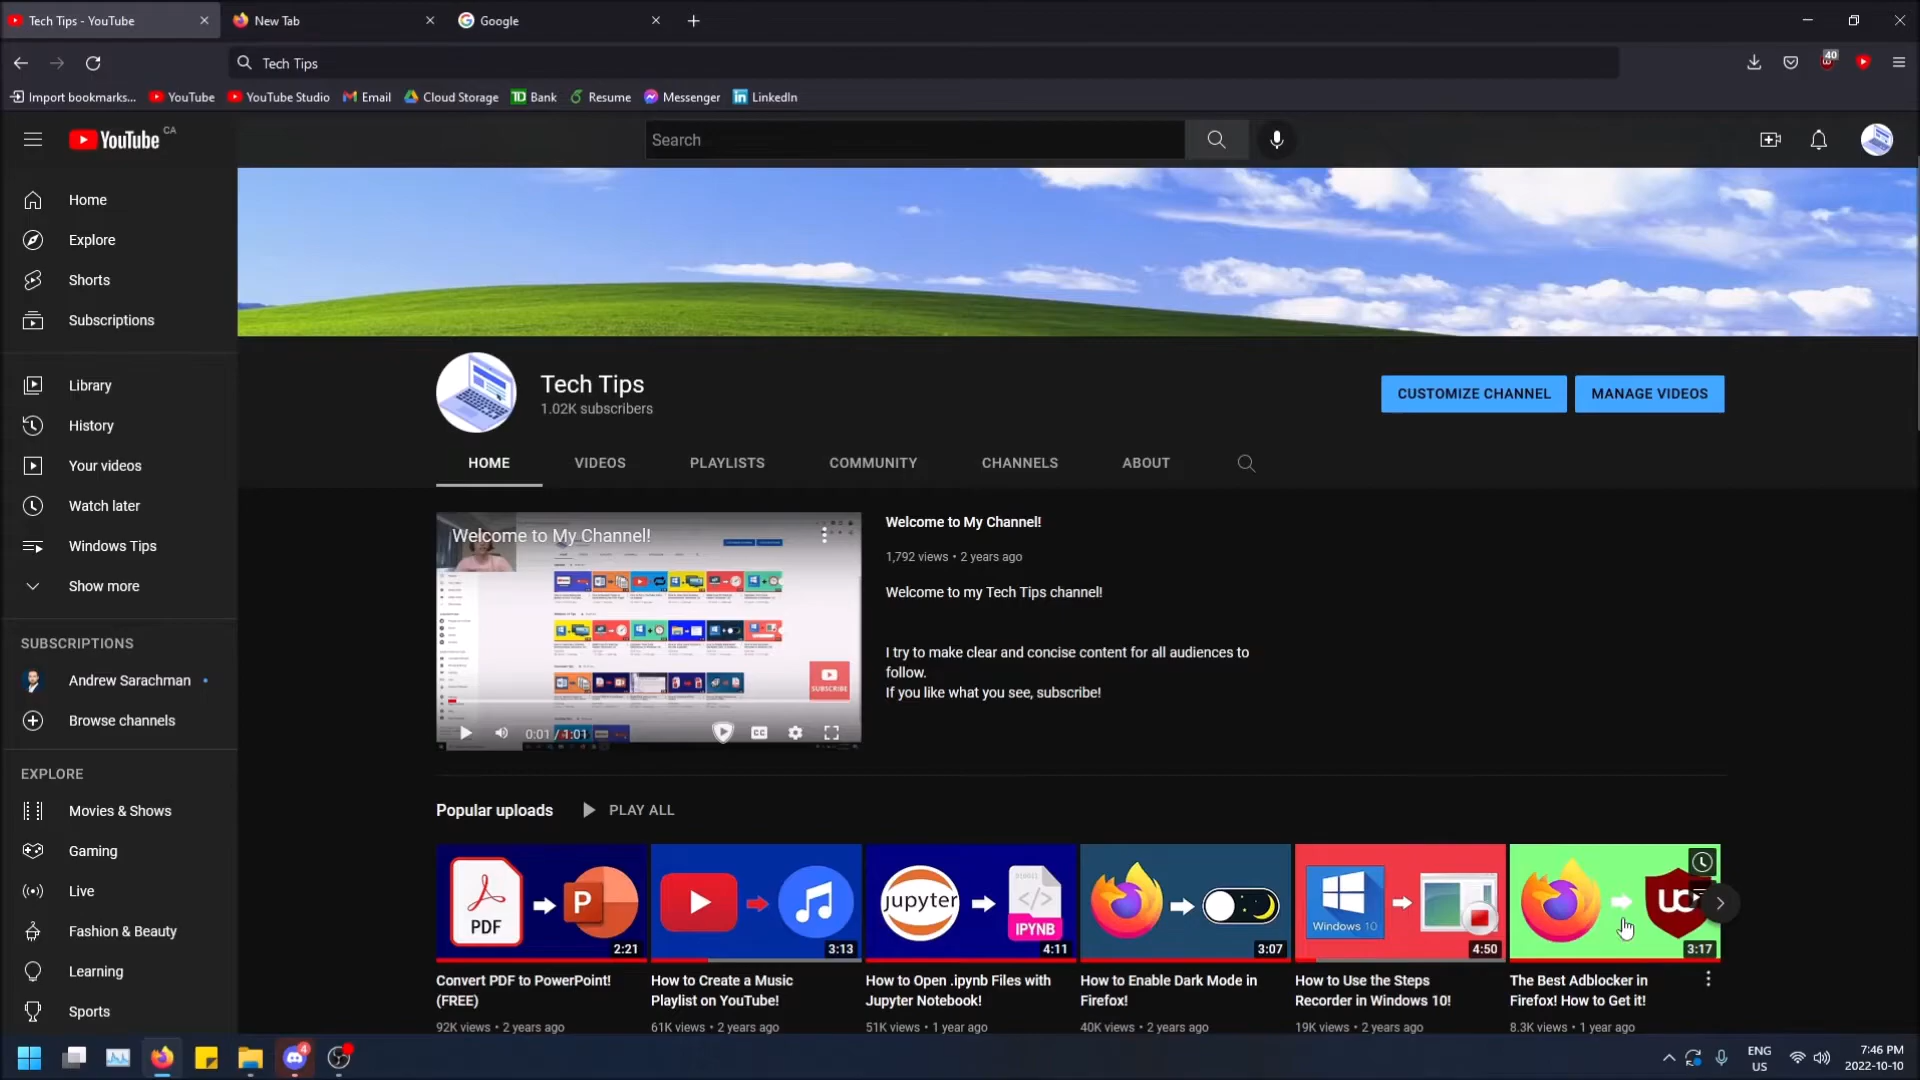 Tech Tips - YouTube
New Tab
Google
Tech Tips
40
Import bookmarks...
YouTube
YouTube Studio
Email
Cloud Storage
TD Bank
Resume
Messenger
LinkedIn
YouTube CA
Search
Home
Explore
Shorts
Subscriptions
Library
History
Your videos
Watch later
Windows Tips
Show more
SUBSCRIPTIONS
Andrew Sarachman
Browse channels
EXPLORE
Movies & Shows
Gaming
Live
Fashion & Beauty
Learning
Sports
Tech Tips
1.02K subscribers
CUSTOMIZE CHANNEL
MANAGE VIDEOS
HOME
VIDEOS
PLAYLISTS
COMMUNITY
CHANNELS
ABOUT
Welcome to My Channel!
SUBSCRIBE
0:01 / 1:01
CC
Welcome to My Channel!
1,792 views • 2 years ago
Welcome to my Tech Tips channel!
I try to make clear and concise content for all audiences to
follow.
If you like what you see, subscribe!
Popular uploads
PLAY ALL
PDF
P
2:21
Convert PDF to PowerPoint!
(FREE)
92K views • 2 years ago
3:13
How to Create a Music
Playlist on YouTube!
61K views • 2 years ago
jupyter
</>
IPYNB
4:11
How to Open .ipynb Files with
Jupyter Notebook!
51K views • 1 year ago
3:07
How to Enable Dark Mode in
Firefox!
40K views • 2 years ago
Windows 10
4:50
How to Use the Steps
Recorder in Windows 10!
19K views • 2 years ago
3:17
The Best Adblocker in
Firefox! How to Get it!
8.3K views • 1 year ago
4
ENG
US
7:46 PM
2022-10-10